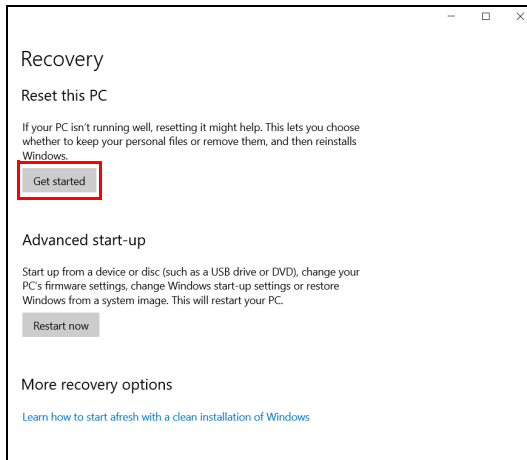 Recovery
Reset this PC
If your PC isn't running well, resetting it might help. This lets you choose
whether to keep your personal files or remove them, and then reinstalls
Windows.
Get started
Advanced start-up
Start up from a device or disc (such as a USB drive or DVD), change your
PC's firmware settings, change Windows start-up settings or restore
Windows from a system image. This will restart your PC.
Restart now
More recovery options
Learn how to start afresh with a clean installation of Windows